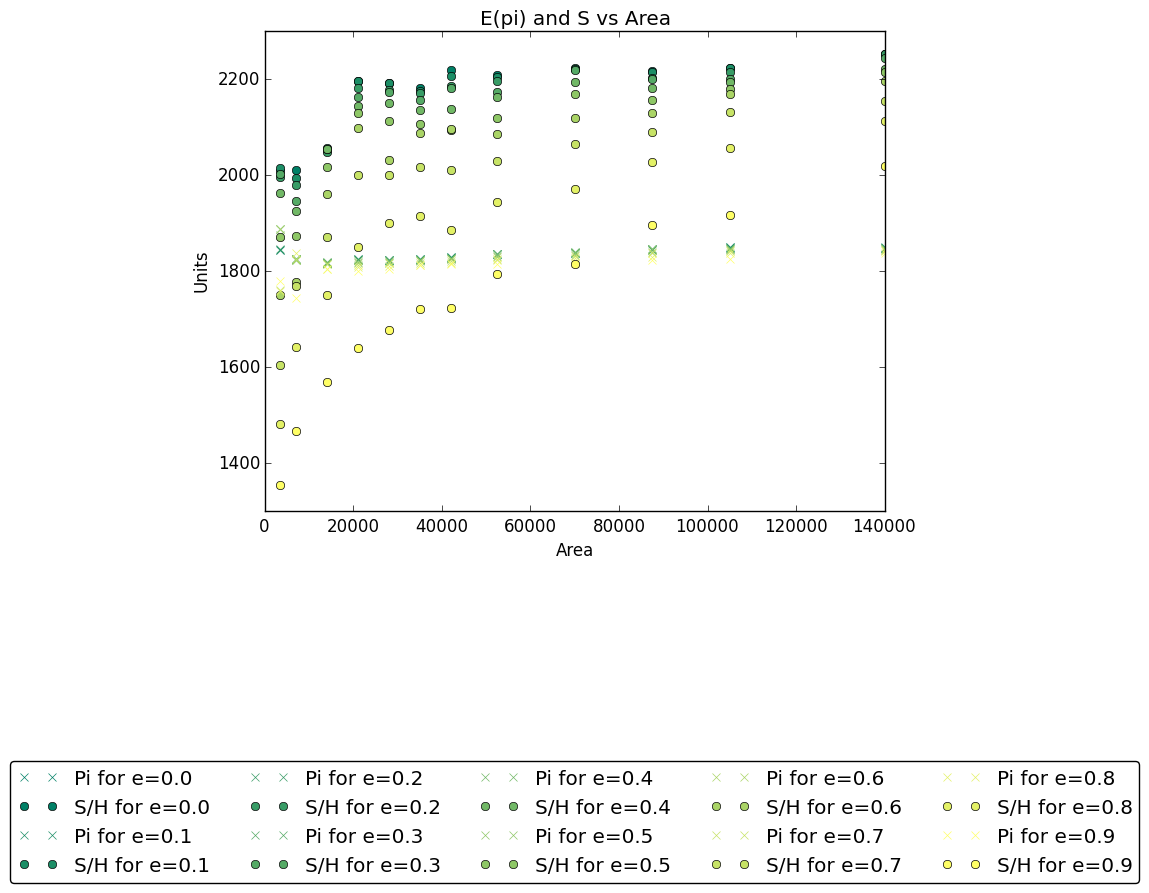 E(pi) and S vs Area
Units
2200
2000
1800
1600
1400
0 20000 40000 60000 80000 100000 120000 140000
Area
Pi for e=0.0 Pi for e=0.2 Pi for e=0.4 Pi for e=0.6 Pi for e=0.8
S/H for e=0.0 S/H for e=0.2 S/H for e=0.4 S/H for e=0.6 S/H for e=0.8
Pi for e=0.1 Pi for e=0.3 Pi for e=0.5 Pi for e=0.7 Pi for e=0.9
S/H for e=0.1 S/H for e=0.3 S/H for e=0.5 S/H for e=0.7 S/H for e=0.9